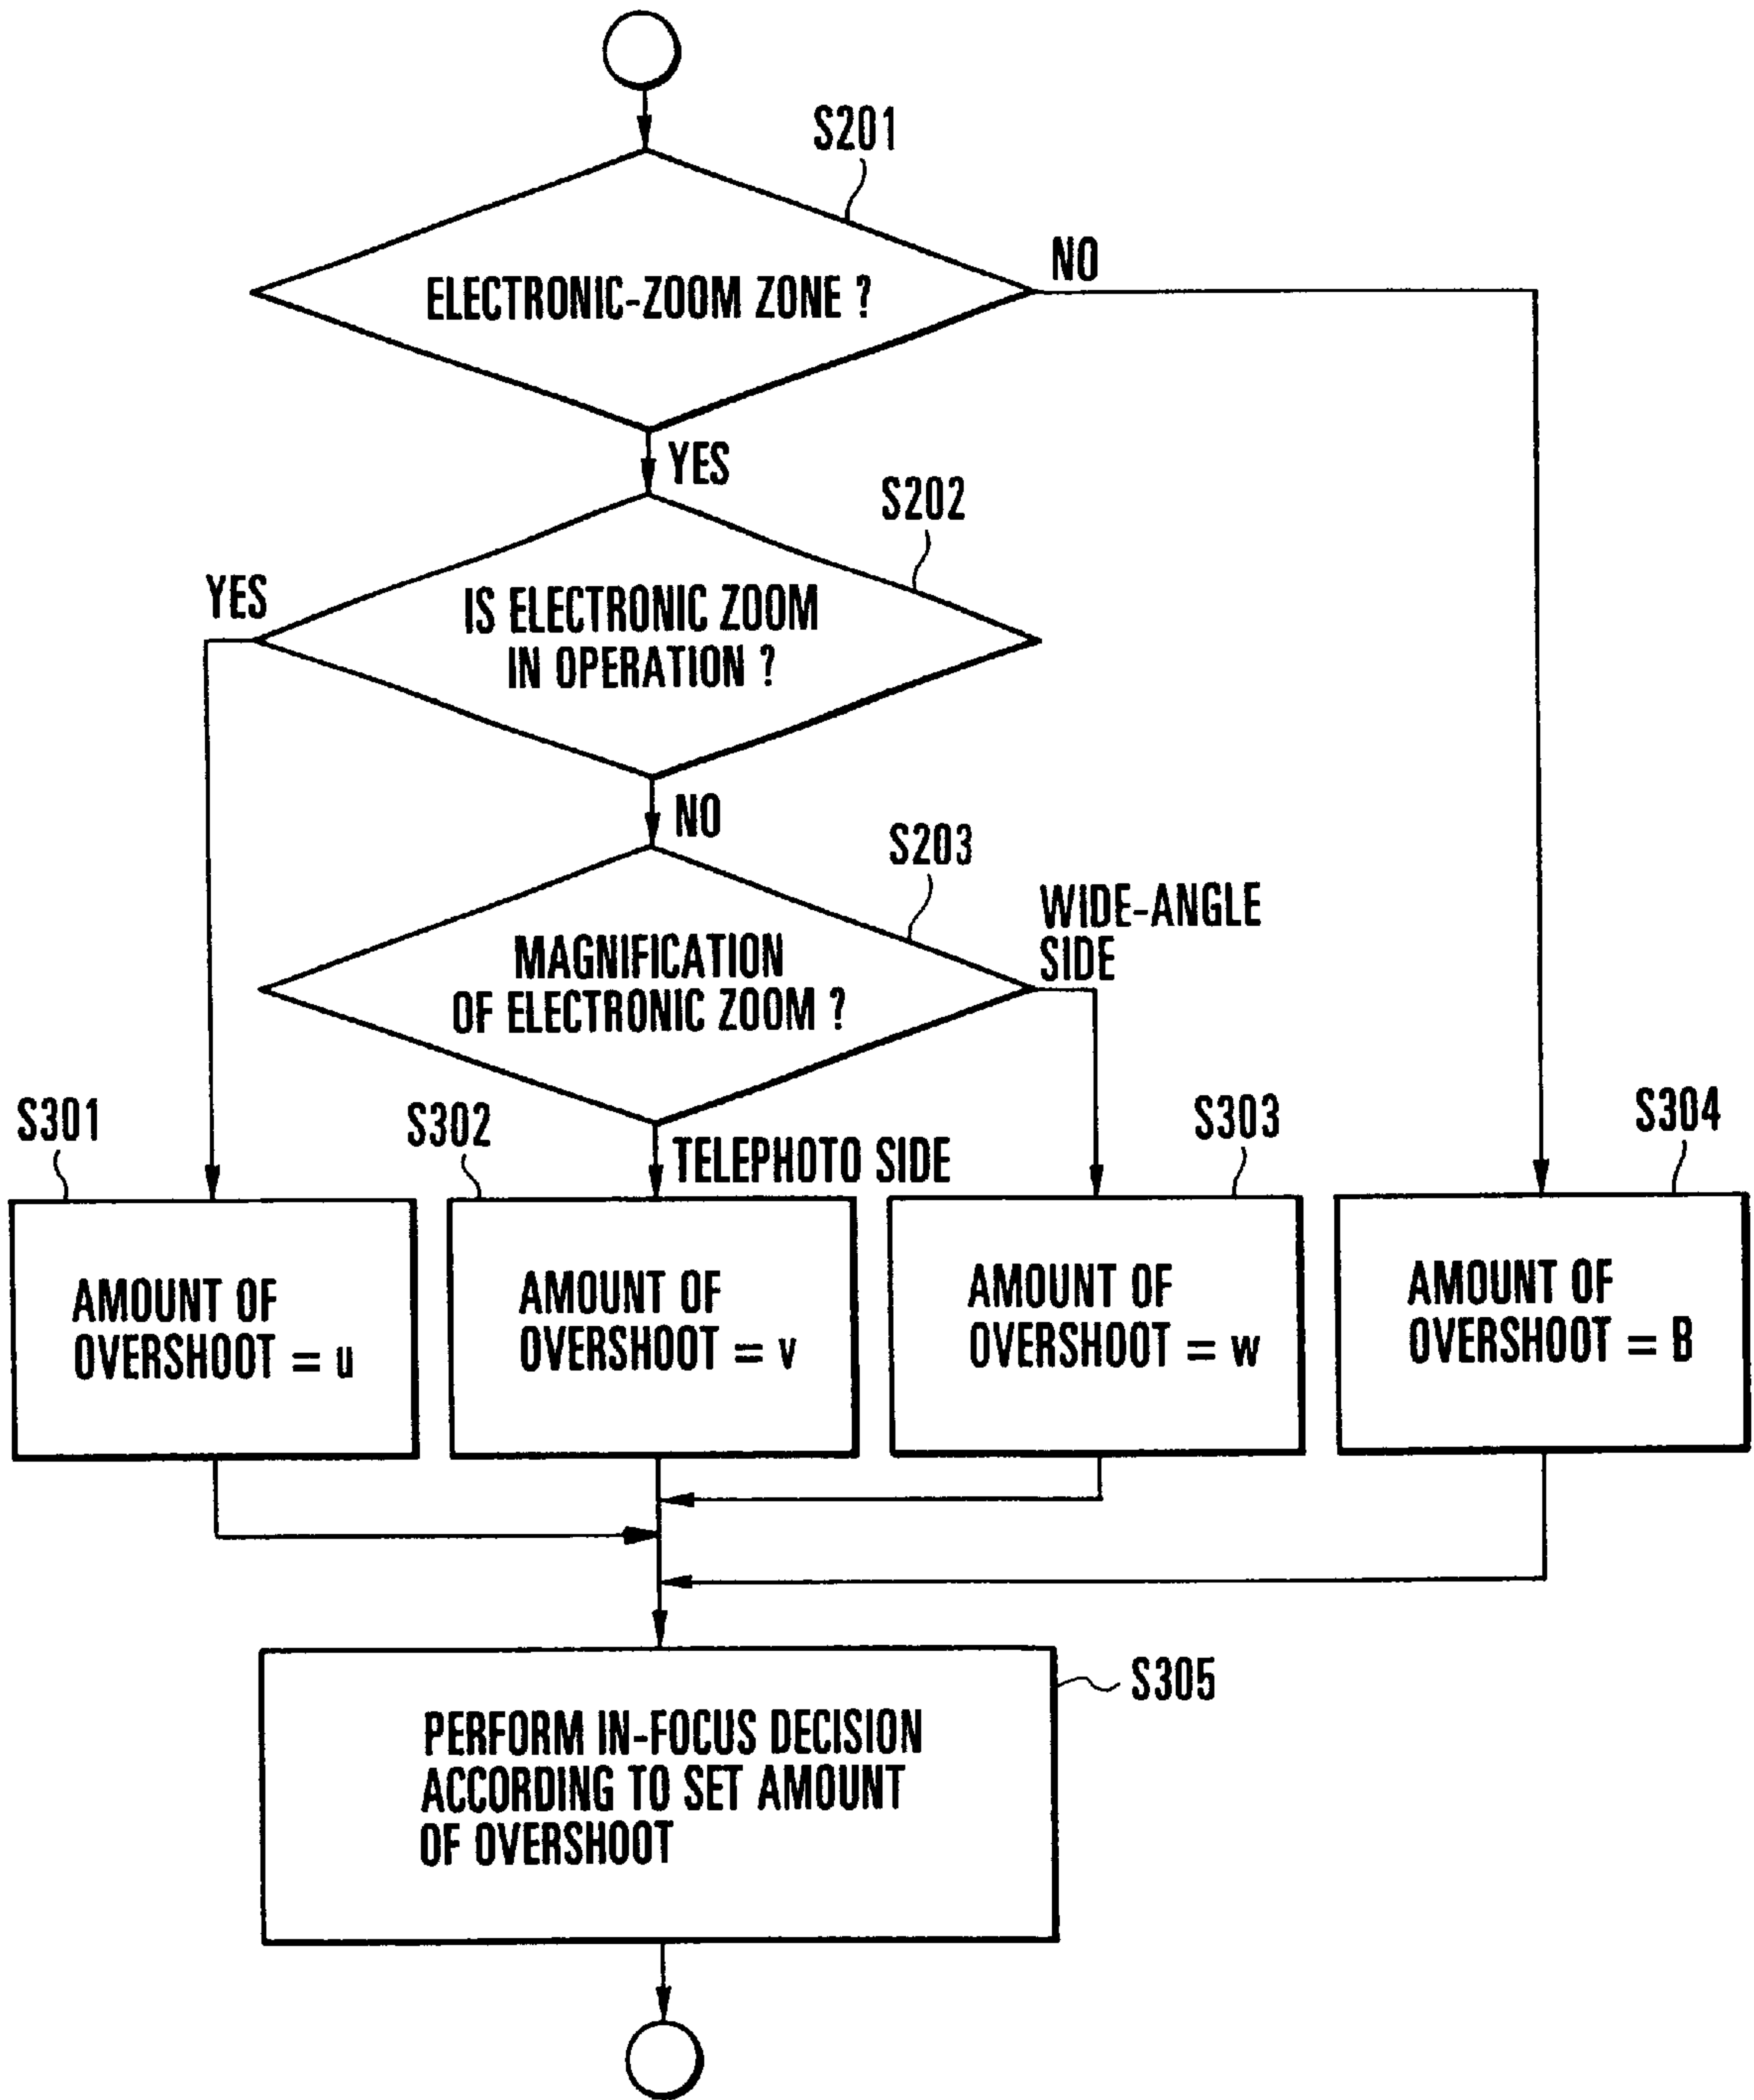 S201
ELECTRONIC-ZOOM ZONE ?
NO
YES
S202
YES
IS ELECTRONIC ZOOM
IN OPERATION ?
NO
S203
WIDE-ANGLE
SIDE
MAGNIFICATION
OF ELECTRONIC ZOOM ?
TELEPHOTO SIDE
S301
AMOUNT OF
OVERSHOOT = u
S302
AMOUNT OF
OVERSHOOT = v
S303
AMOUNT OF
OVERSHOOT = w
S304
AMOUNT OF
OVERSHOOT = B
S305
PERFORM IN-FOCUS DECISION
ACCORDING TO SET AMOUNT
OF OVERSHOOT